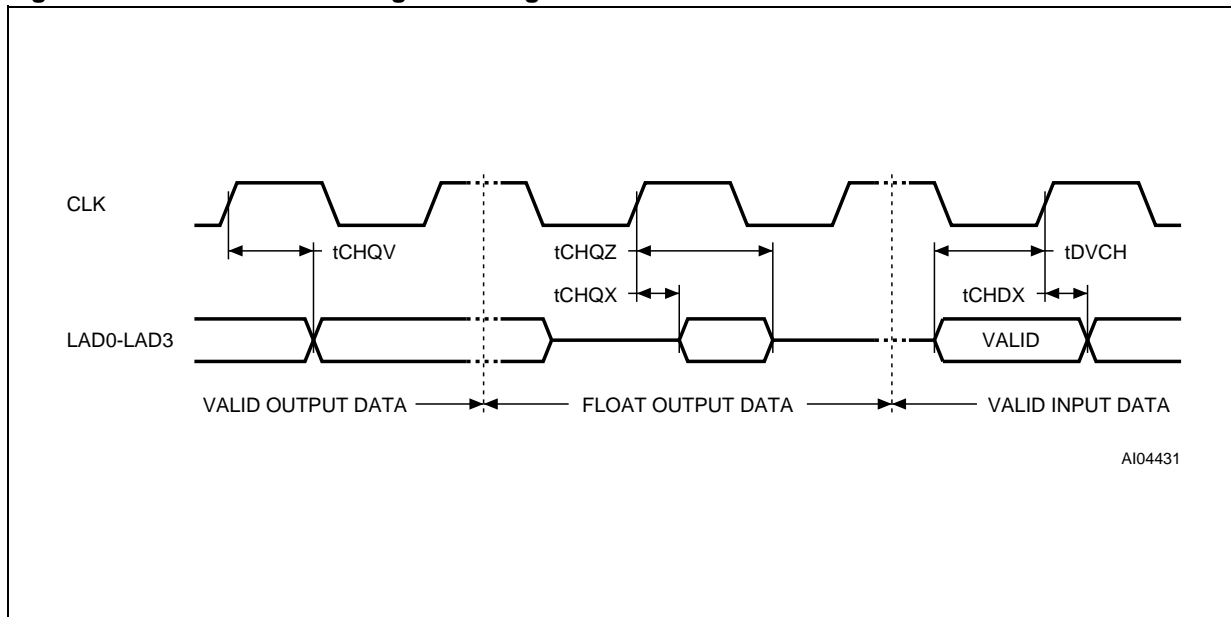 CLK
tCHQV
tCHQZ
tDVCH
tCHQX
tCHDX
LAD0-LAD3
VALID
VALID OUTPUT DATA
FLOAT OUTPUT DATA
VALID INPUT DATA
AI04431